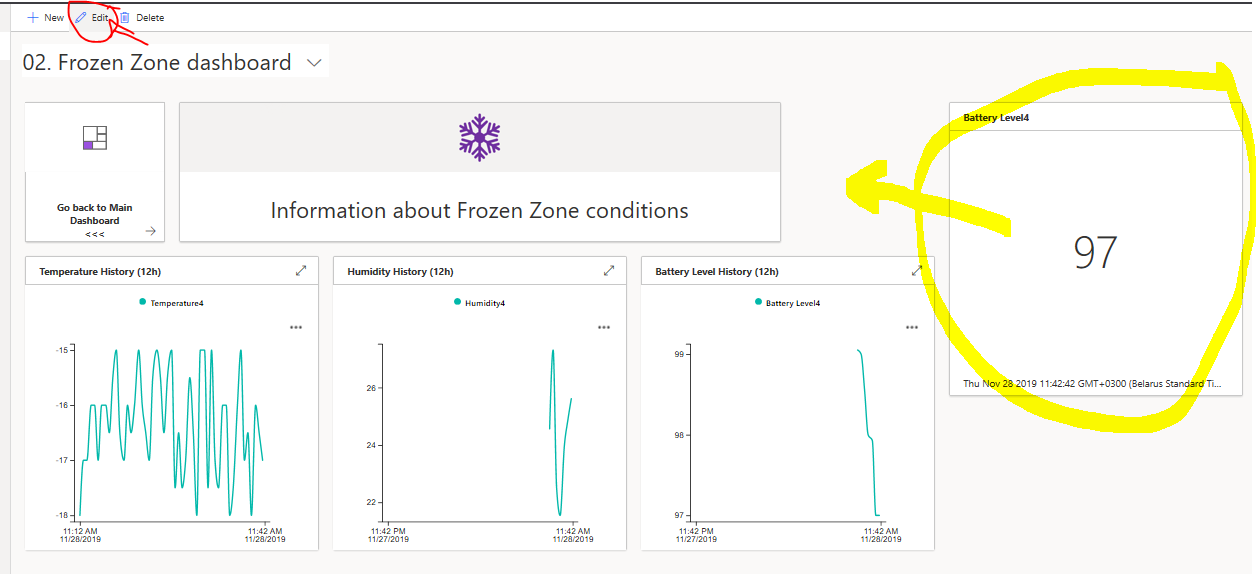 New Edit Delete
02. Frozen Zone dashboard
Go back to Main
Dashboard
<<<
Information about Frozen Zone conditions
Battery Level4
97
Thu Nov 28 2019 11:42:42 GMT+0300 (Belarus Standard Ti...
Temperature History (12h)
Temperature4
-15
-16
-17
-18
11:12 AM 11:42 AM
11/28/2019 11/28/2019
Humidity History (12h)
Humidity4
26
24
22
11:42 PM 11:42 AM
11/27/2019 11/28/2019
Battery Level History (12h)
Battery Level4
99
98
97
11:42 PM 11:42 AM
11/27/2019 11/28/2019